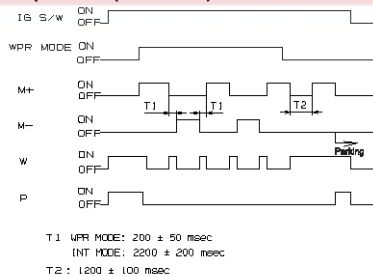 IG S/W ON
OFF
WPR MODE ON
OFF
M+ ON
OFF
T1 T1 T2
M- ON
OFF
Parking
W ON
OFF
P ON
OFF
T1 WPR MODE: 200 ± 50 msec
INT MODE: 2200 ± 200 msec
T2: 1200 ± 100 msec